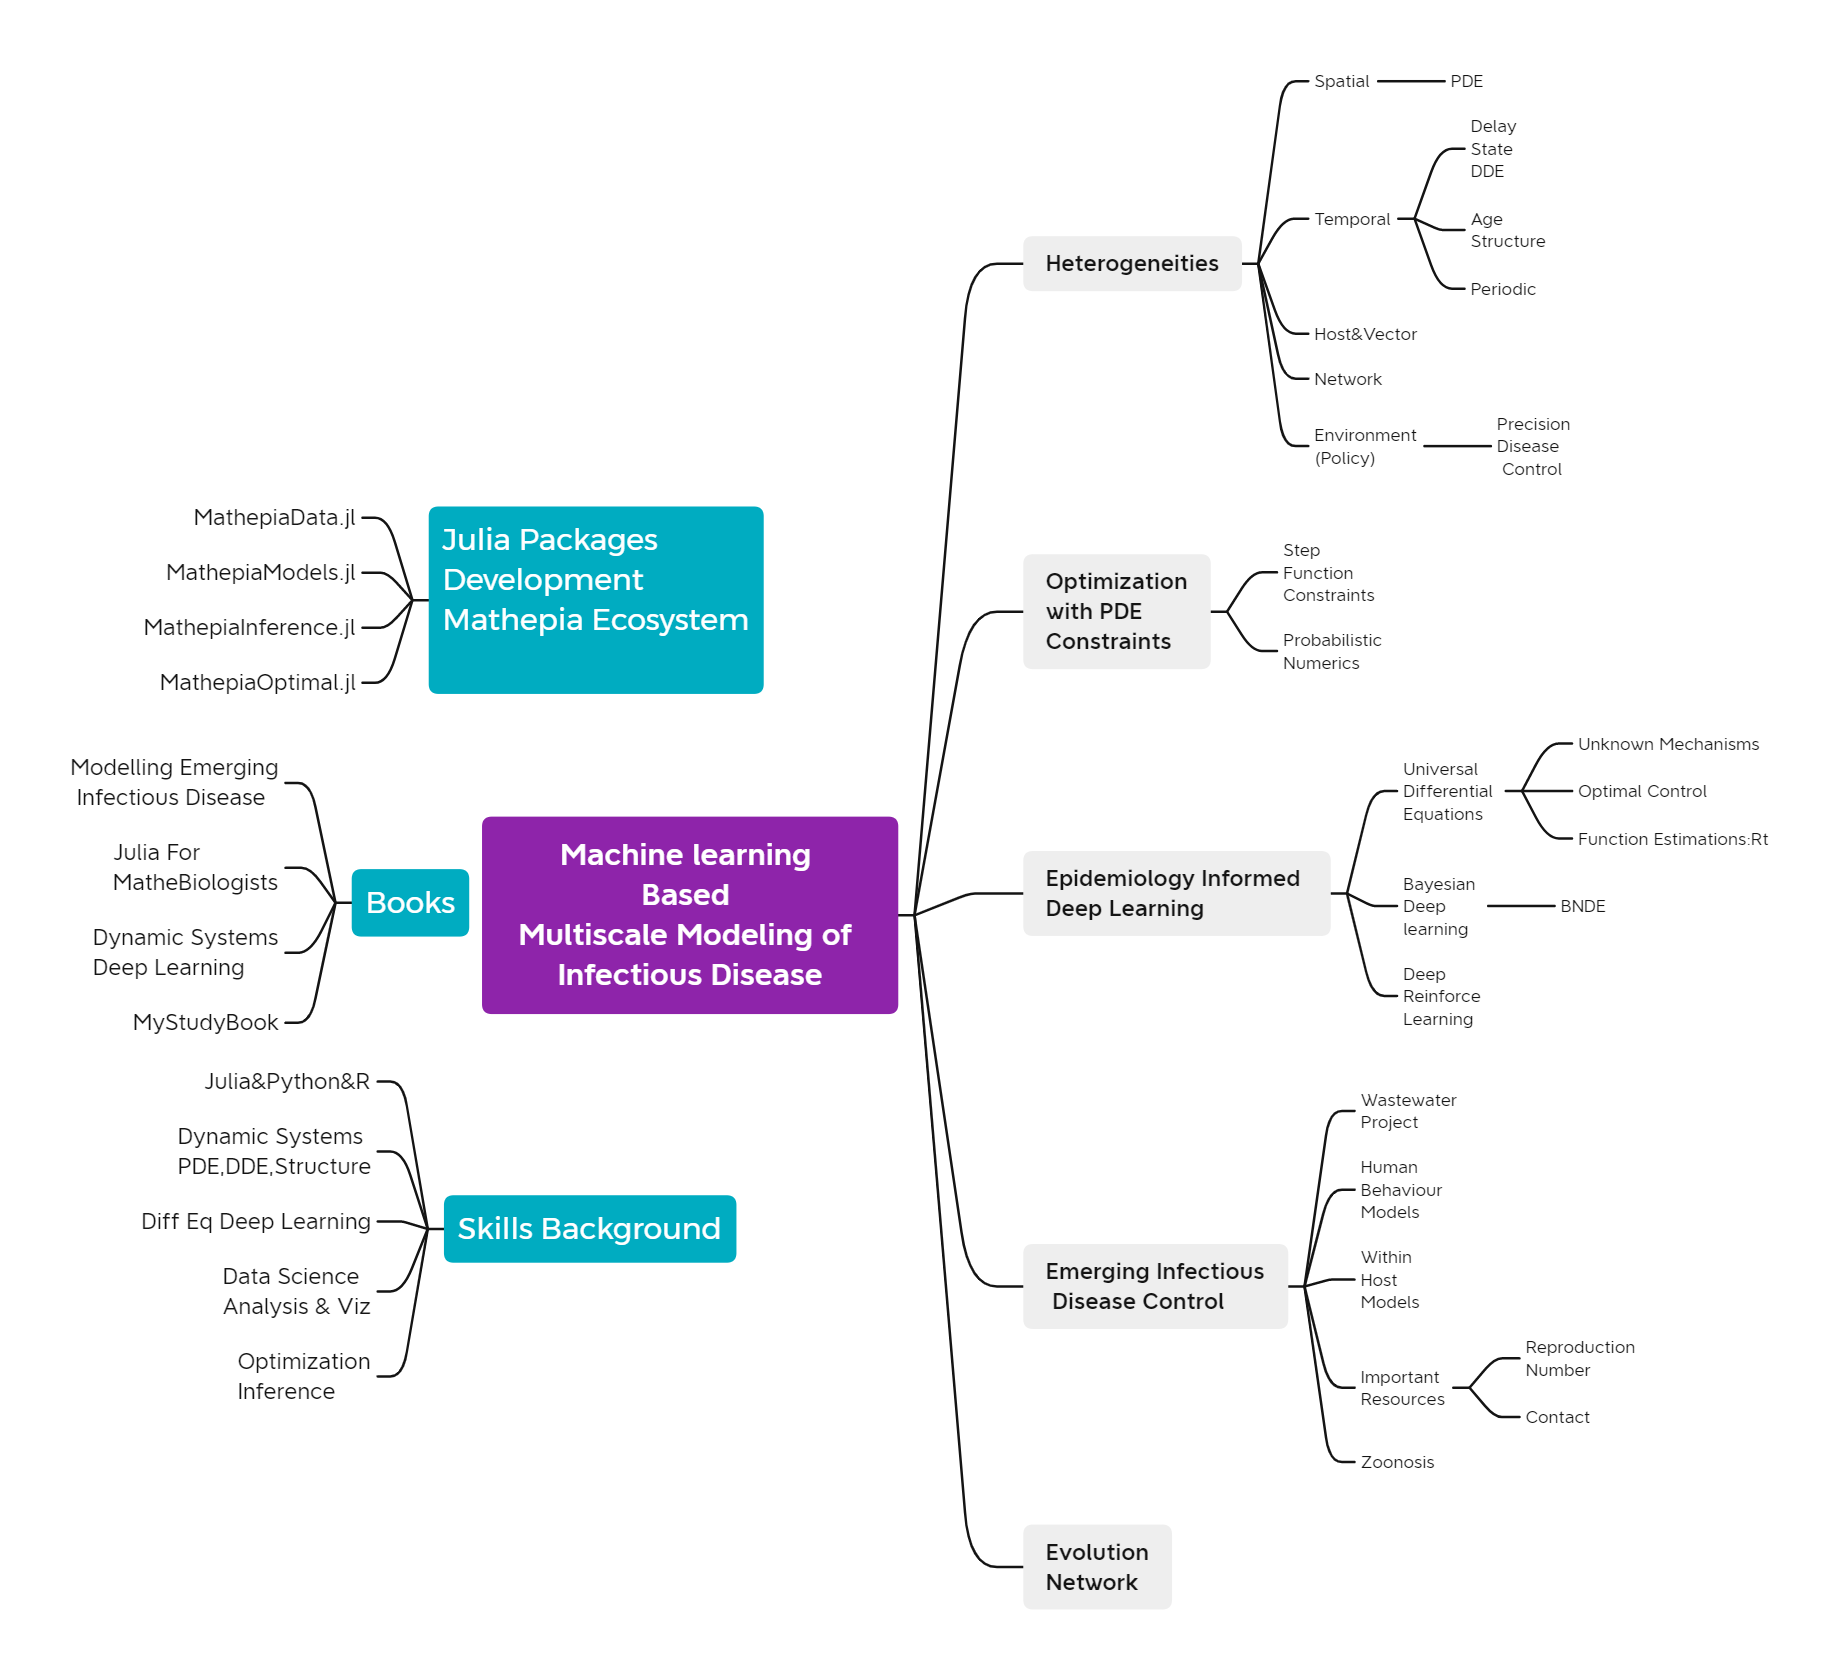 Machine learning
Based
Multiscale Modeling of
Infectious Disease
Heterogeneities
Spatial
PDE
Temporal
Delay
State
DDE
Age
Structure
Periodic
Host&Vector
Network
Environment
(Policy)
Precision
Disease
Control
Optimization
with PDE
Constraints
Step
Function
Constraints
Probabilistic
Numerics
Epidemiology Informed
Deep Learning
Universal
Differential
Equations
Unknown Mechanisms
Optimal Control
Function Estimations:Rt
Bayesian
Deep
learning
BNDE
Deep
Reinforce
Learning
Emerging Infectious
Disease Control
Wastewater
Project
Human
Behaviour
Models
Within
Host
Models
Important
Resources
Reproduction
Number
Contact
Zoonosis
Evolution
Network
Julia Packages
Development
Mathepia Ecosystem
MathepiaData.jl
MathepiaModels.jl
MathepiaInference.jl
MathepiaOptimal.jl
Books
Modelling Emerging
Infectious Disease
Julia For
MatheBiologists
Dynamic Systems
Deep Learning
MyStudyBook
Skills Background
Julia&Python&R
Dynamic Systems
PDE,DDE,Structure
Diff Eq Deep Learning
Data Science
Analysis & Viz
Optimization
Inference